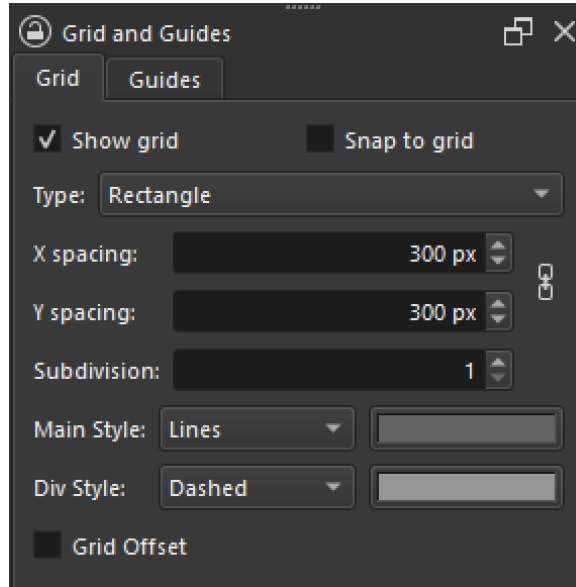 Grid and Guides
Grid Guides
Show grid Snap to grid
Type: Rectangle
X spacing: 300 px
Y spacing: 300 px
Subdivision: 1
Main Style: Lines
Div Style: Dashed
Grid Offset